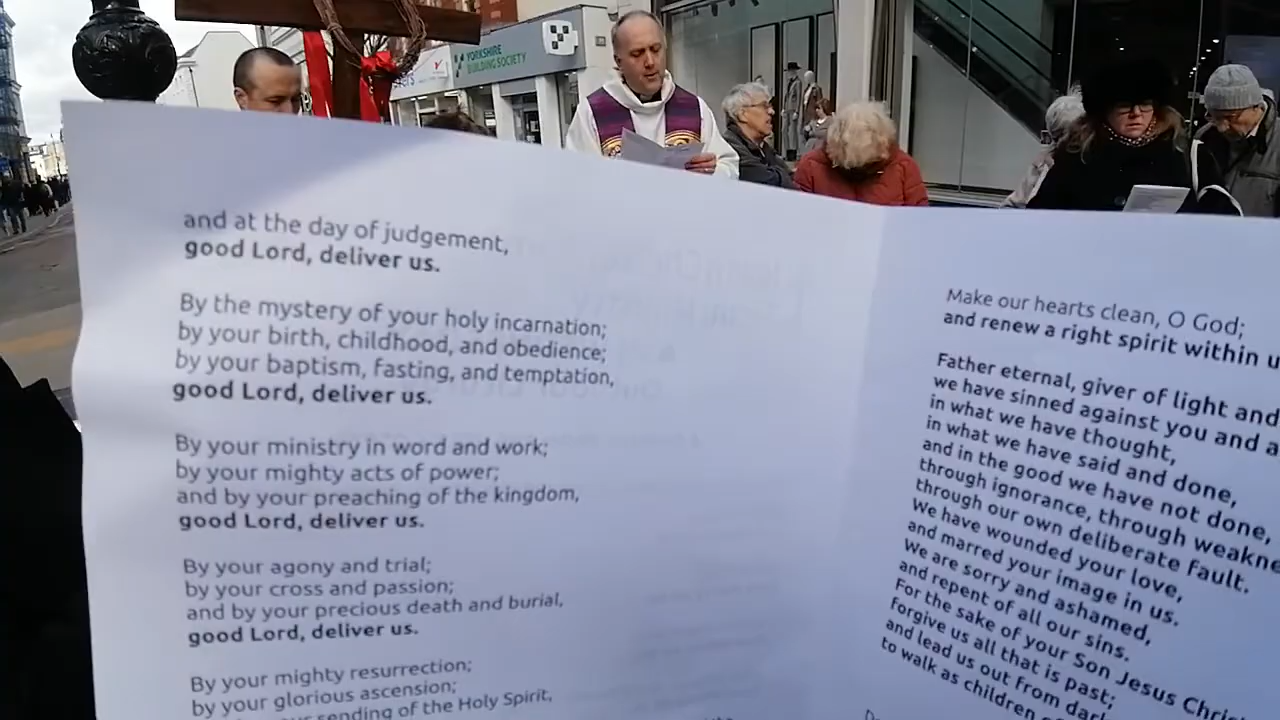 YORKSHIRE
BUILDING SOCIETY
and at the day of judgement,
good Lord, deliver us.
By the mystery of your holy incarnation;
by your birth, childhood, and obedience;
by your baptism, fasting, and temptation,
good Lord, deliver us.
By your ministry in word and work;
by your mighty acts of power;
and by your preaching of the kingdom,
good Lord, deliver us.
By your agony and trial;
by your cross and passion;
and by your precious death and burial,
good Lord, deliver us.
By your mighty resurrection;
by your glorious ascension;
sending of the Holy Spirit,
Make our hearts clean, O God;
and renew a right spirit within
Father eternal, giver of light and
we have sinned against you and
in what we have thought,
in what we have said and done,
and in the good we have not done,
through ignorance, through
through our own deliberate fault.
We have wounded your love,
and marred your image in us.
We are sorry and ashamed,
and repent of all our sins.
For the sake of your Son Jesus
forgive us all that is past;
and lead us out from
to walk as children